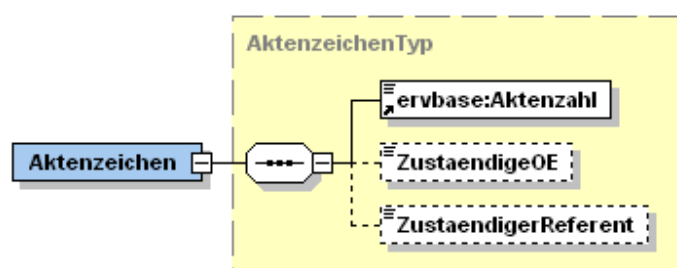 AktenzeichenTyp
ervbase:Aktenzahl
Aktenzeichen
ZustaendigeOE
ZustaendigerReferent